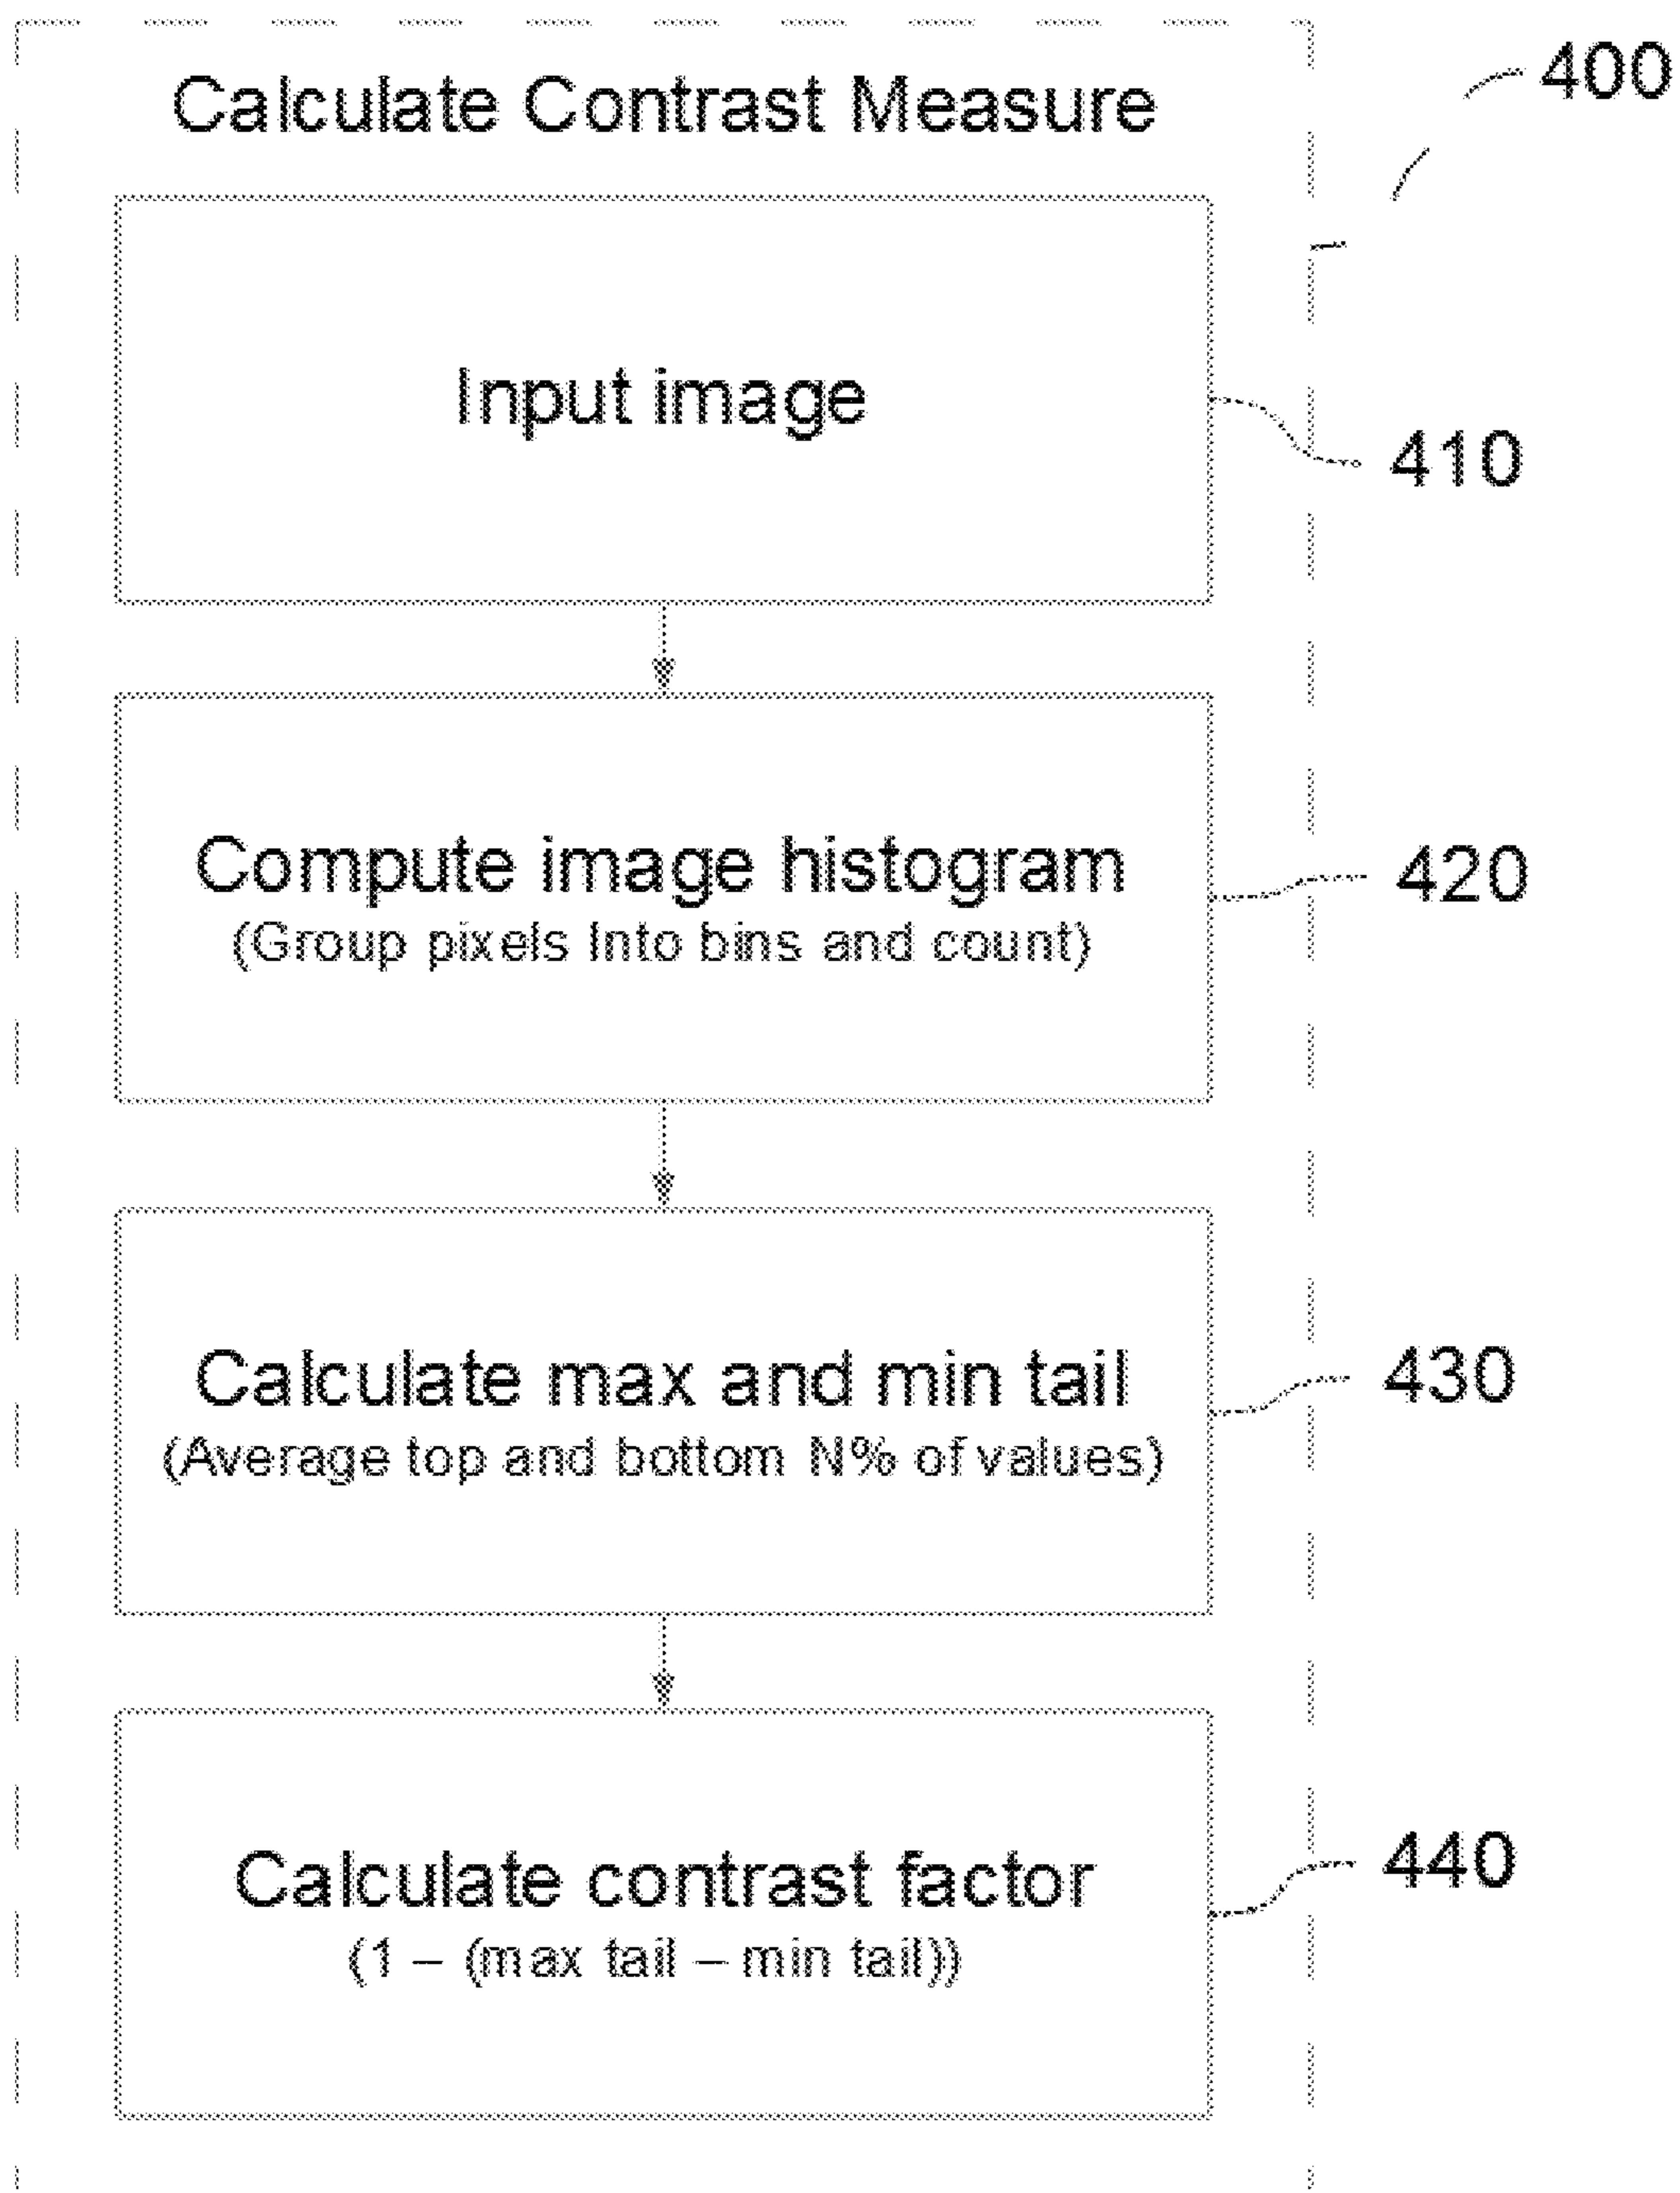 400
Calculate Contrast Measure
Input image
410
Compute image histogram
(Group pixels Into bins and count)
420
Calculate max and min tail
(Average top and bottom N% of values)
430
Calculate contrast factor
(1 – (max tail – min tail))
440